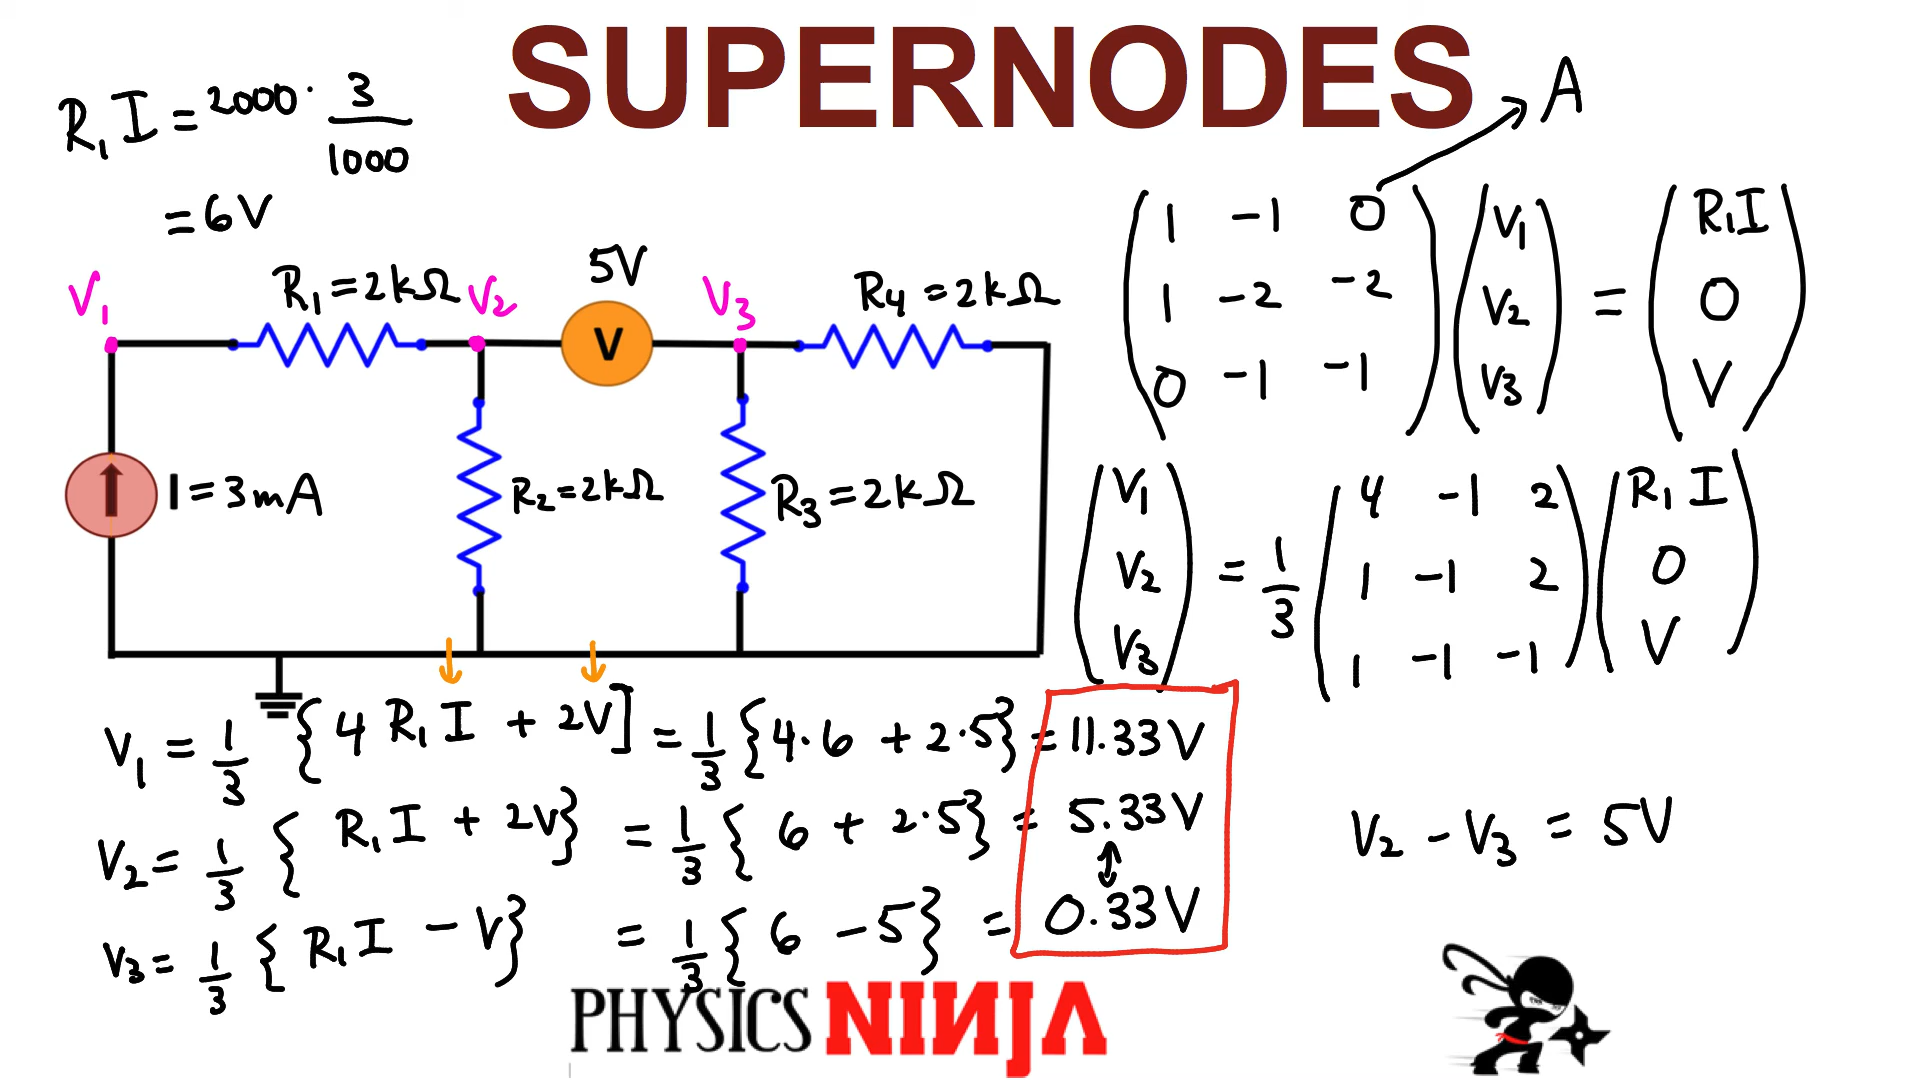 SUPERNODES
R₁I = 2000 · 3/1000
= 6V
A
(1 -1 0) (V₁) = (R₁I)
(1 -2 -2) (V₂) = (0)
(0 -1 -1) (V₃) = (V)
V₁
R₁ = 2kΩ
V₂
5V
V
V₃
R₄ = 2kΩ
I = 3mA
R₂ = 2kΩ
R₃ = 2kΩ
(V₁) = 1/3 (4 -1 2) (R₁I)
(V₂) (1 -1 2) (0)
(V₃) (1 -1 -1) (V)
V₁ = 1/3 {4 R₁I + 2V] = 1/3 {4·6 + 2·5} = 11.33V
V₂ = 1/3 {R₁I + 2V} = 1/3 {6 + 2·5} = 5.33V
V₂ - V₃ = 5V
V₃ = 1/3 {R₁I - V} = 1/3 {6 - 5} = 0.33V
PHYSICS NINJA